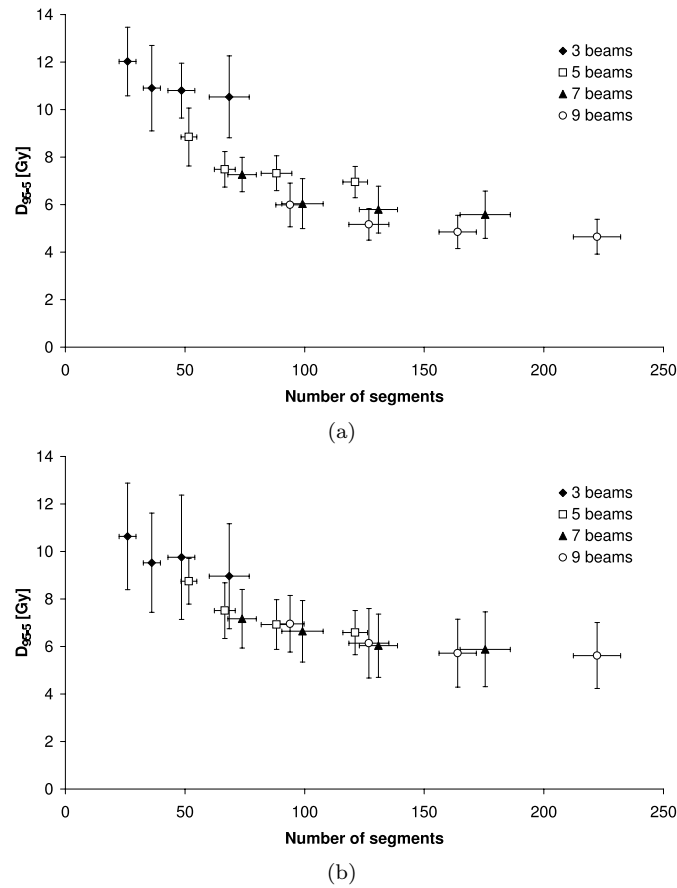 14
12
10
8
6
4
2
0
D95-5 [Gy]
0 50 100 150 200 250
Number of segments
3 beams
5 beams
7 beams
9 beams
(a)
14
12
10
8
6
4
2
0
D95-5 [Gy]
0 50 100 150 200 250
Number of segments
3 beams
5 beams
7 beams
9 beams
(b)